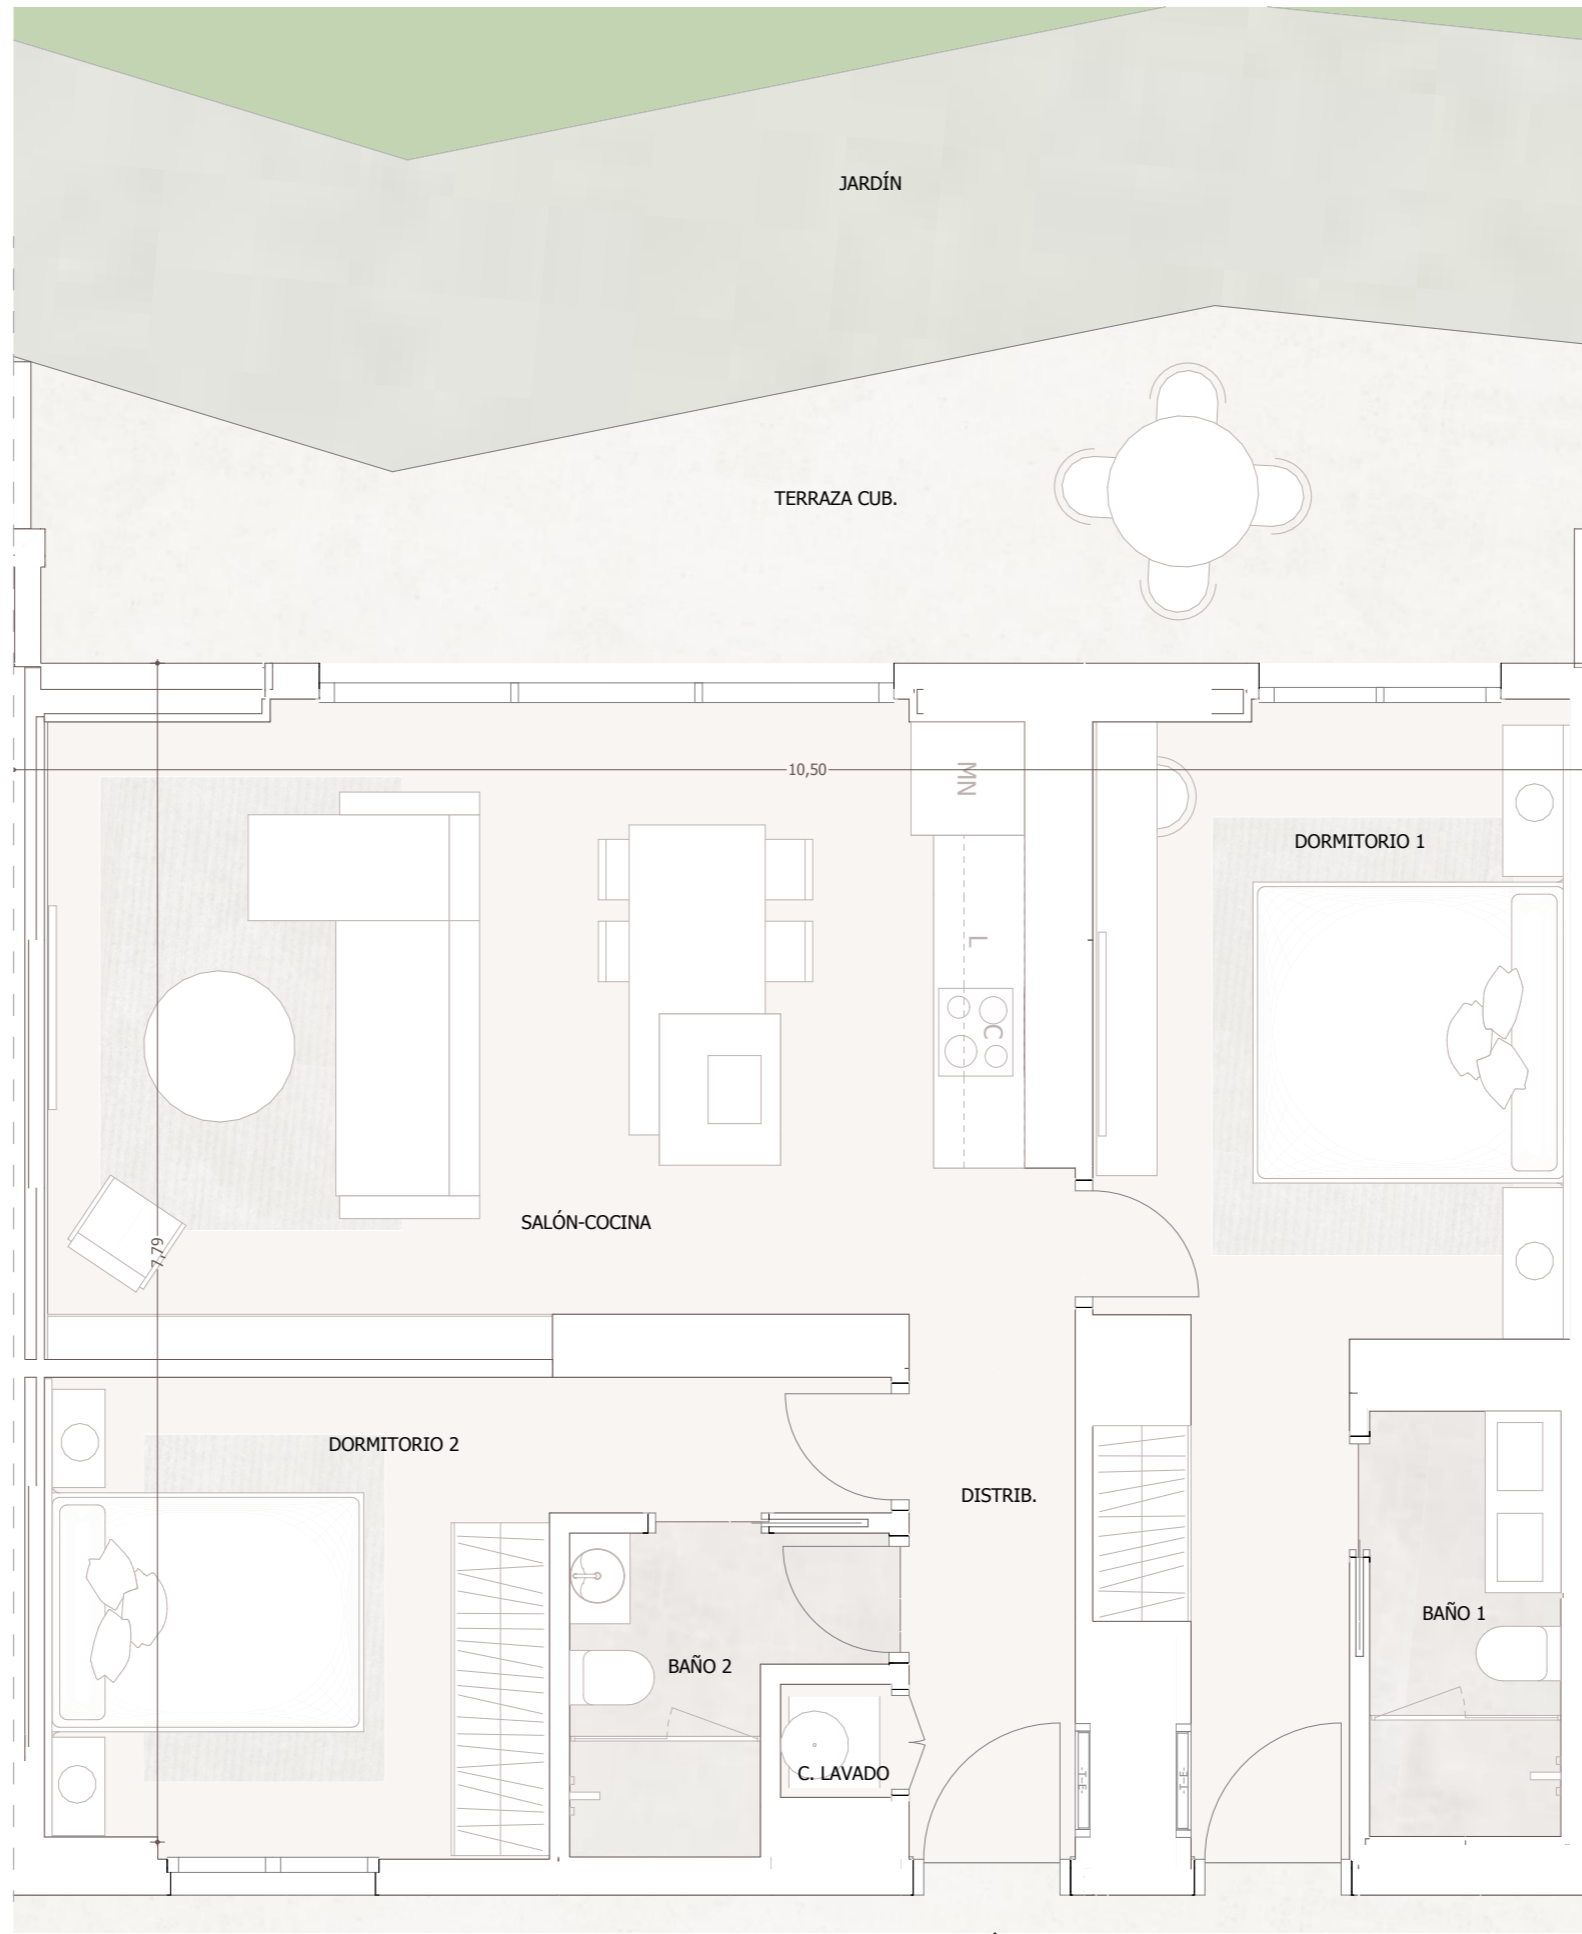 JARDÍN
TERRAZA CUB.
10,50
MN
DORMITORIO 1
L
C
SALÓN-COCINA
7,79
DORMITORIO 2
DISTRIB.
BAÑO 1
BAÑO 2
C. LAVADO
-T-E-
-T-E-